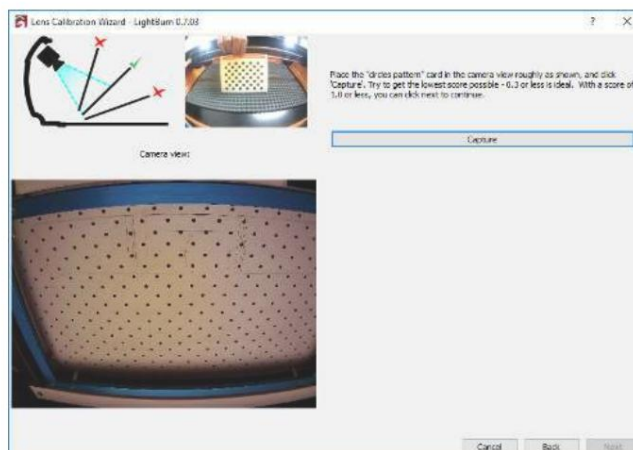 Lens Calibration Wizard - LightBurn 0.7.03
Place the "circles pattern" card in the camera view roughly as shown, and click
'Capture'. Try to get the lowest score possible - 0.3 or less is ideal. With a score of
1.0 or less, you can click next to continue.
Capture
Camera view:
Cancel Back Next